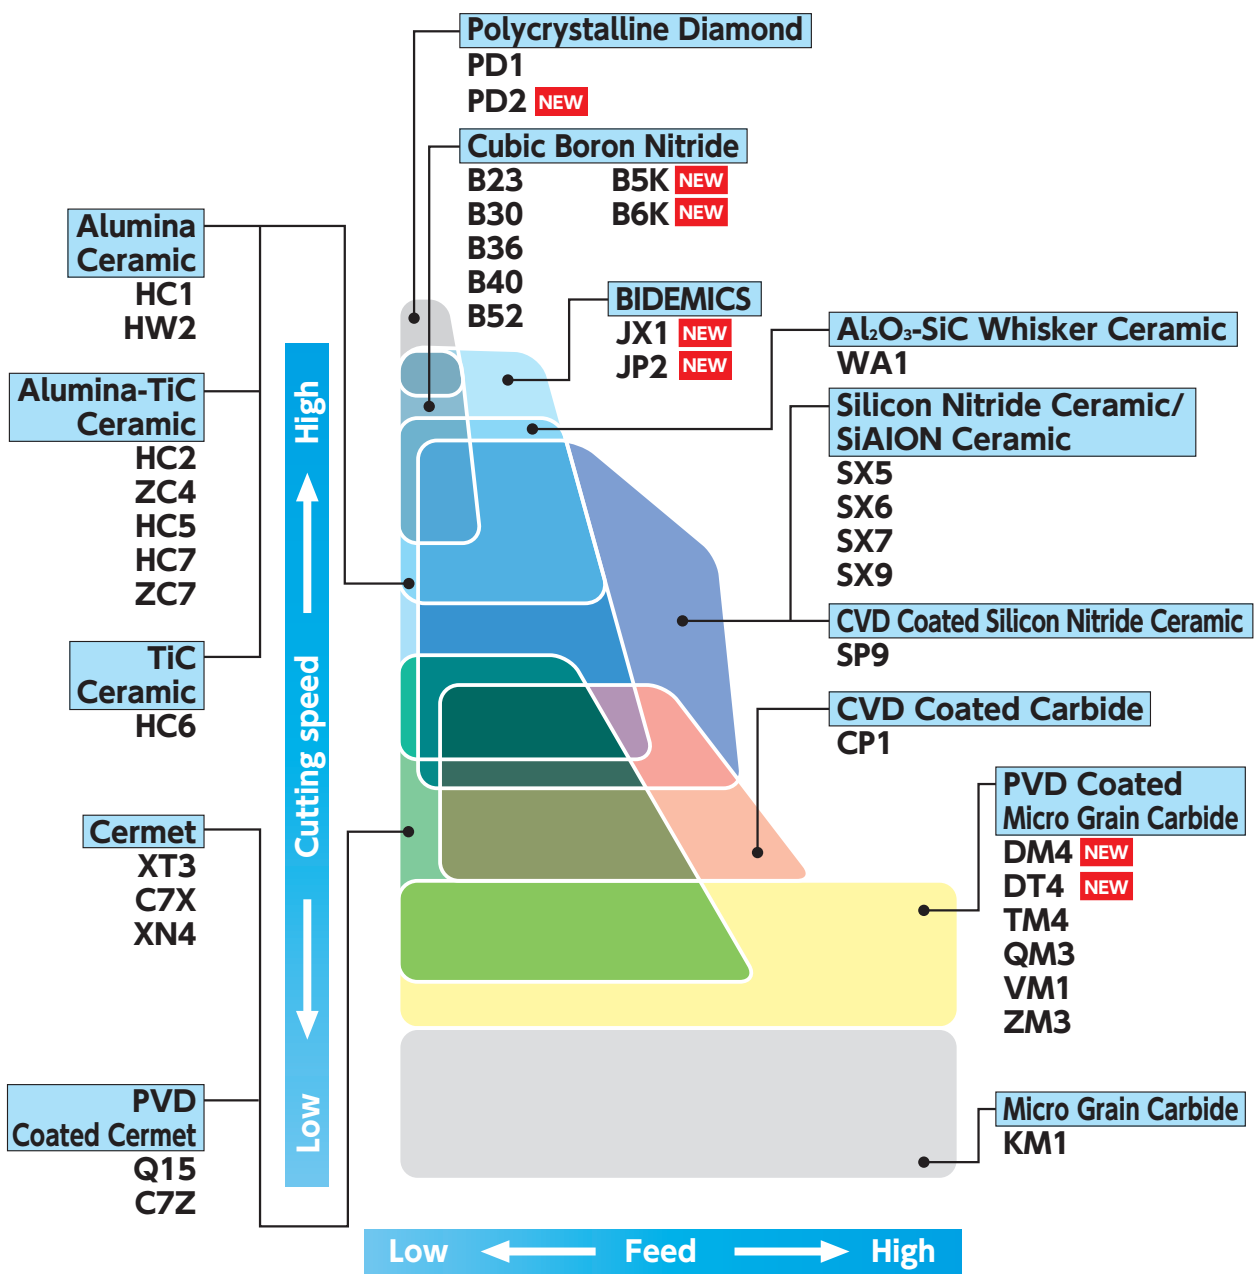 Polycrystalline Diamond
PD1
PD2 NEW
Cubic Boron Nitride
B23 B5K NEW
B30 B6K NEW
B36
B40
B52
Alumina
Ceramic
HC1
HW2
BIDEMICS
JX1 NEW
JP2 NEW
Al₂O₃-SiC Whisker Ceramic
WA1
Alumina-TiC
Ceramic
HC2
ZC4
HC5
HC7
ZC7
Silicon Nitride Ceramic/
SiAION Ceramic
SX5
SX6
SX7
SX9
CVD Coated Silicon Nitride Ceramic
SP9
TiC
Ceramic
HC6
CVD Coated Carbide
CP1
Cermet
XT3
C7X
XN4
PVD Coated
Micro Grain Carbide
DM4 NEW
DT4 NEW
TM4
QM3
VM1
ZM3
PVD
Coated Cermet
Q15
C7Z
Micro Grain Carbide
KM1
High
Cutting speed
Low
Low Feed High